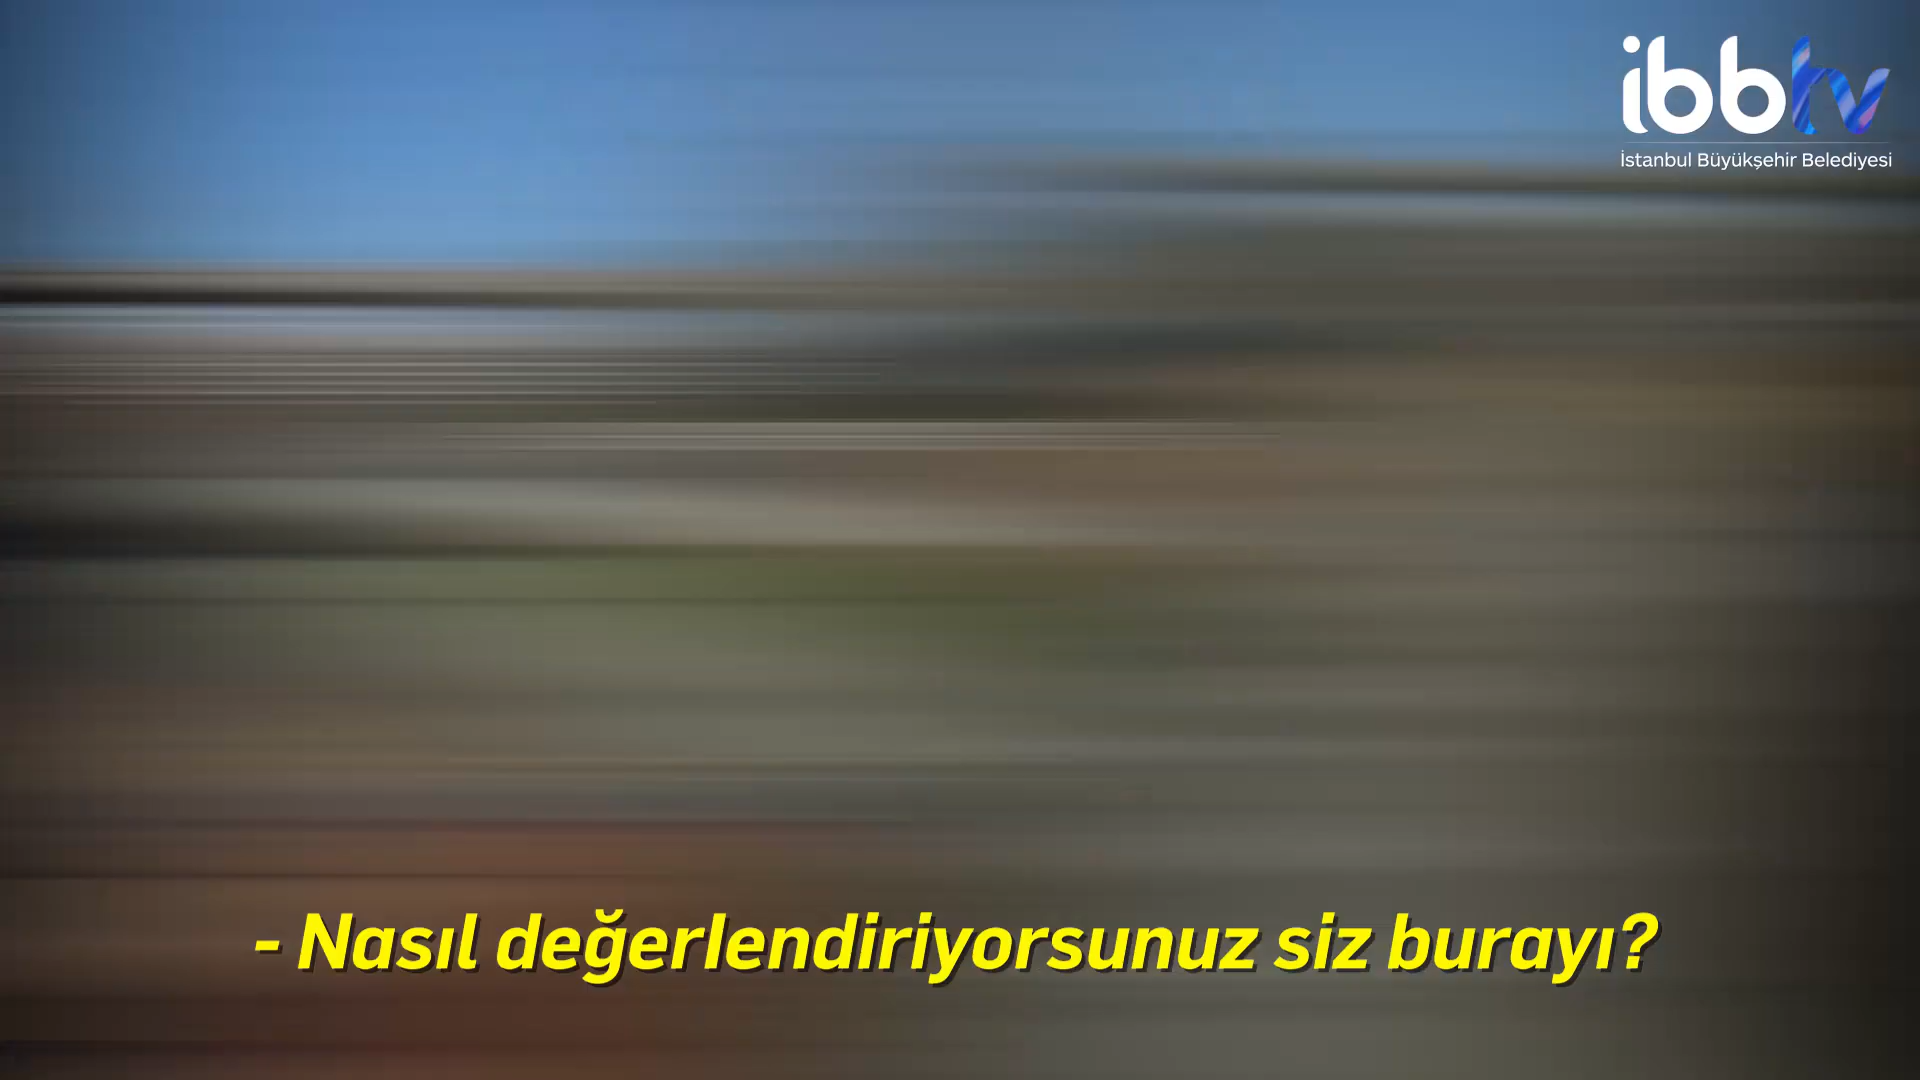 ibbtv
İstanbul Büyükşehir Belediyesi
- Nasıl değerlendiriyorsunuz siz burayı?